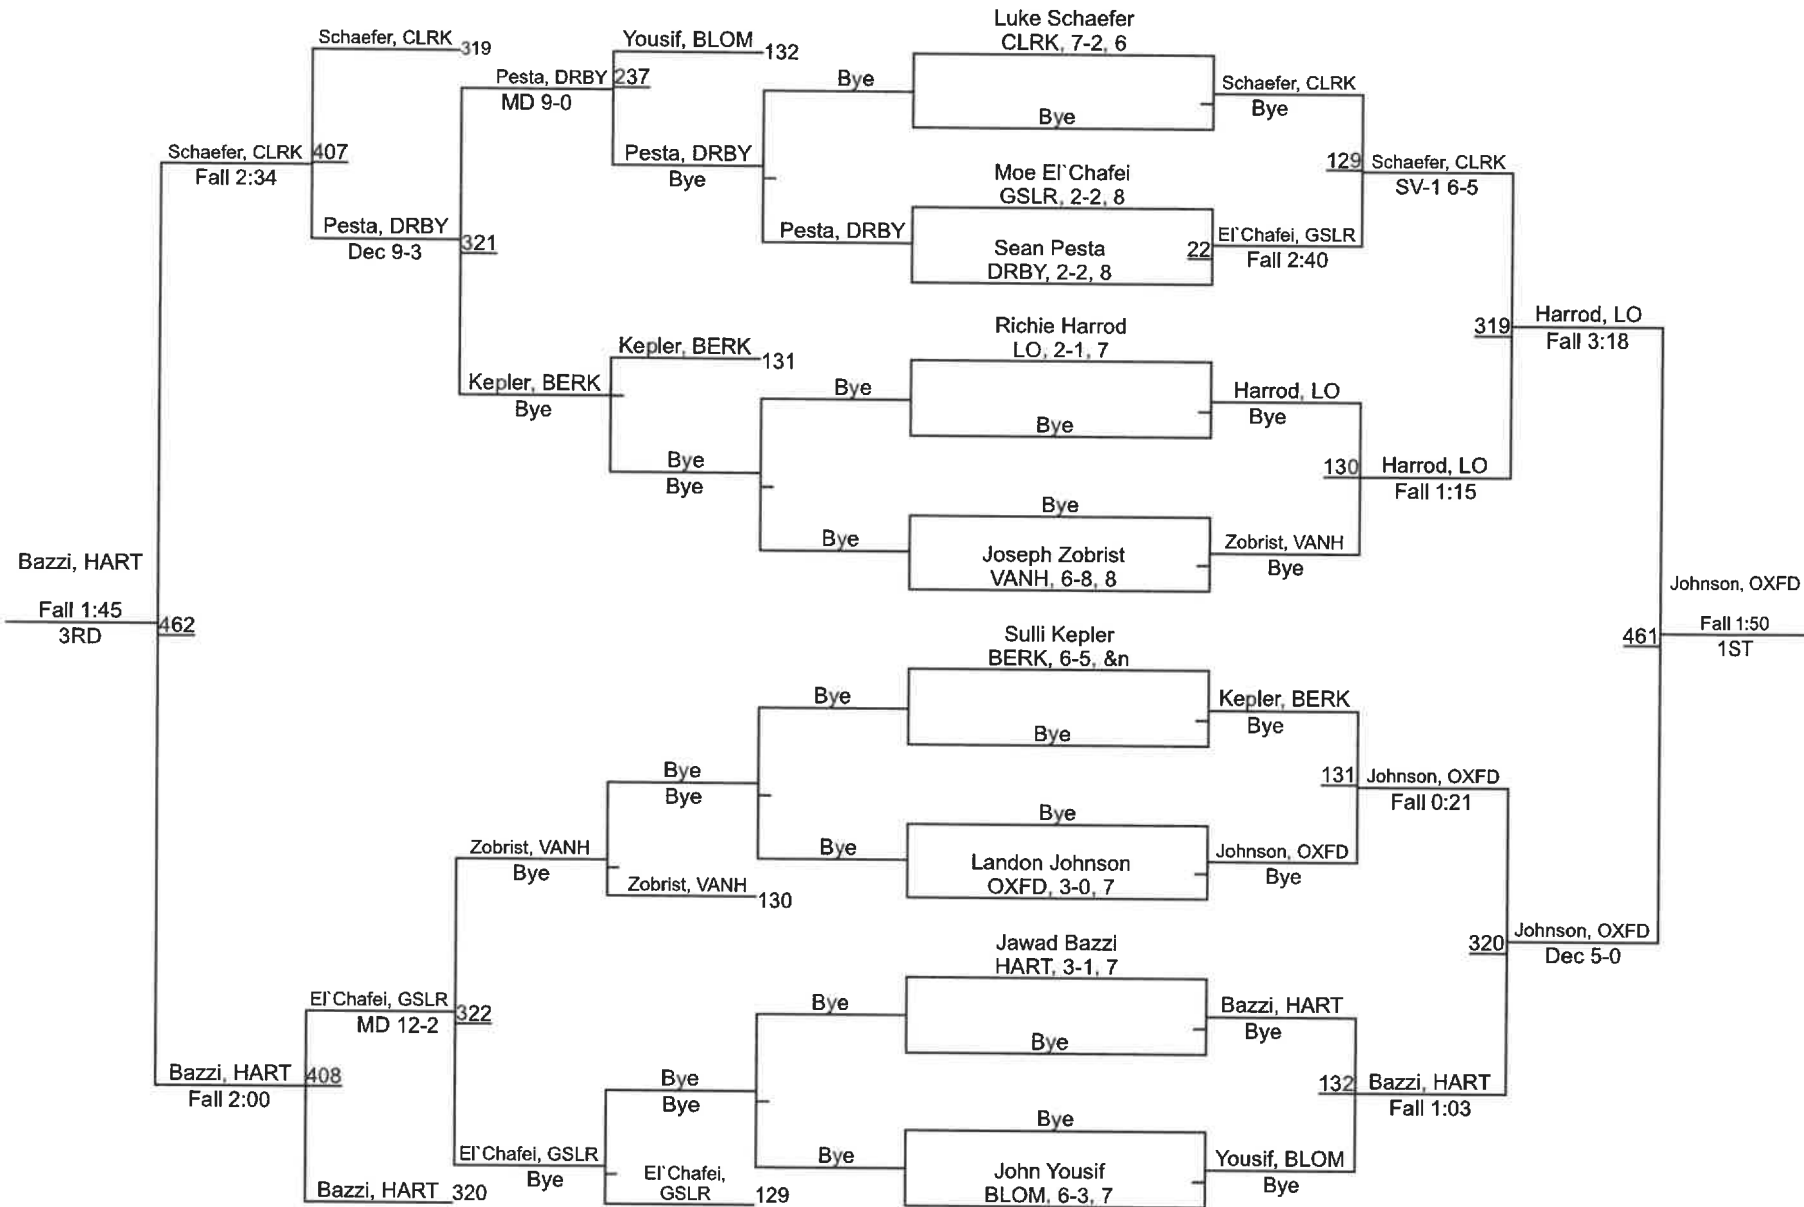 Schaefer, CLRK 319
Schaefer, CLRK 407
Fall 2:34
Pesta, DRBY 321
Dec 9-3
Pesta, DRBY 237
MD 9-0
Yousif, BLOM 132
Pesta, DRBY
Bye
Bye
Pesta, DRBY
Kepler, BERK
Bye
Kepler, BERK 131
Bye
Bye
Bye
Bye
Bazzi, HART
Fall 1:45
3RD
462
Bye
Bye
Bye
Bye
Zobrist, VANH
Bye
Zobrist, VANH 130
El`Chafei, GSLR 322
MD 12-2
Bazzi, HART 408
Fall 2:00
Bye
Bye
Bye
Bye
El`Chafei, GSLR
Bye
El`Chafei,
GSLR 129
Bazzi, HART 320
Luke Schaefer
CLRK, 7-2, 6
Bye
Moe El`Chafei
GSLR, 2-2, 8
Sean Pesta
DRBY, 2-2, 8
22
Richie Harrod
LO, 2-1, 7
Bye
Bye
Joseph Zobrist
VANH, 6-8, 8
Sulli Kepler
BERK, 6-5, &n
Bye
Bye
Landon Johnson
OXFD, 3-0, 7
Jawad Bazzi
HART, 3-1, 7
Bye
Bye
John Yousif
BLOM, 6-3, 7
Schaefer, CLRK
Bye
129 Schaefer, CLRK
SV-1 6-5
El`Chafei, GSLR
Fall 2:40
319 Harrod, LO
Fall 3:18
Harrod, LO
Bye
130 Harrod, LO
Fall 1:15
Zobrist, VANH
Bye
Johnson, OXFD
461 Fall 1:50
1ST
Kepler, BERK
Bye
131 Johnson, OXFD
Fall 0:21
Johnson, OXFD
Bye
320 Johnson, OXFD
Dec 5-0
Bazzi, HART
Bye
132 Bazzi, HART
Fall 1:03
Yousif, BLOM
Bye